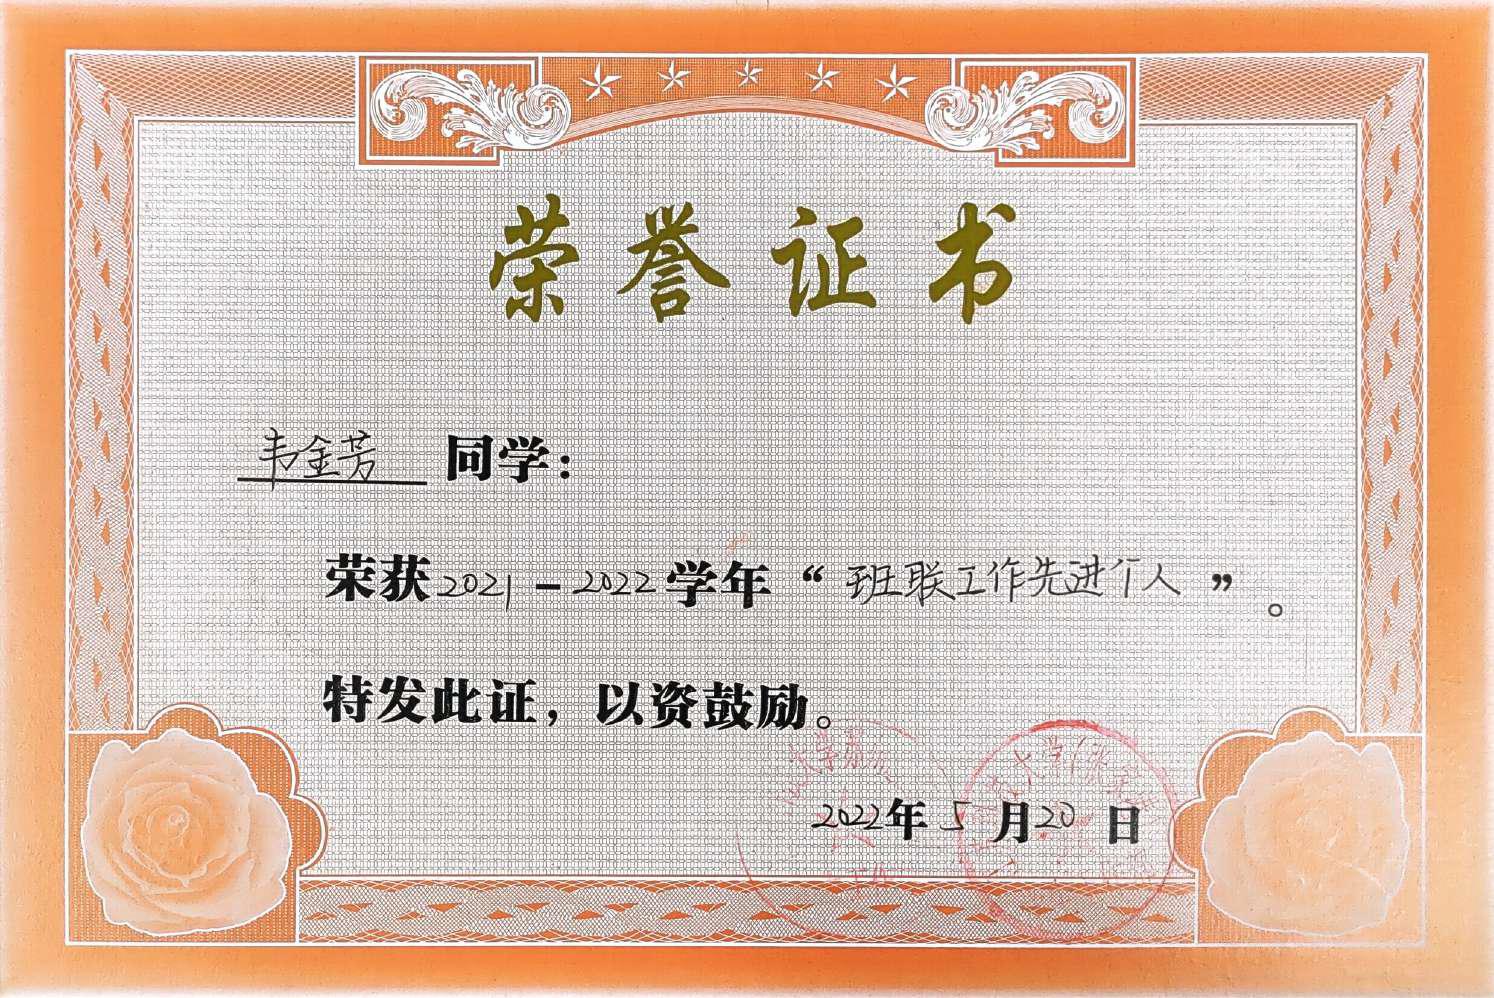 荣誉证书
韦金芳 同学:
荣获2021-2022学年“班联工作先进个人”。
特发此证,以资鼓励。
2022年5月20日